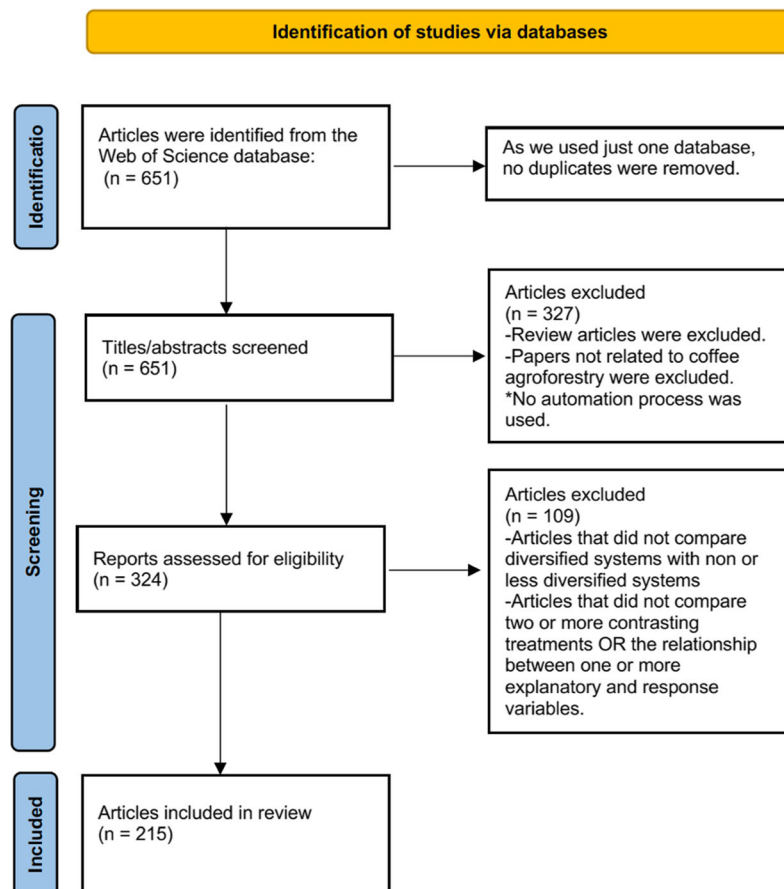 Identification of studies via databases
Identificatio
Articles were identified from the
Web of Science database:
(n = 651)
As we used just one database,
no duplicates were removed.
Screening
Titles/abstracts screened
(n = 651)
Articles excluded
(n = 327)
-Review articles were excluded.
-Papers not related to coffee
agroforestry were excluded.
*No automation process was
used.
Reports assessed for eligibility
(n = 324)
Articles excluded
(n = 109)
-Articles that did not compare
diversified systems with non or
less diversified systems
-Articles that did not compare
two or more contrasting
treatments OR the relationship
between one or more
explanatory and response
variables.
Included
Articles included in review
(n = 215)